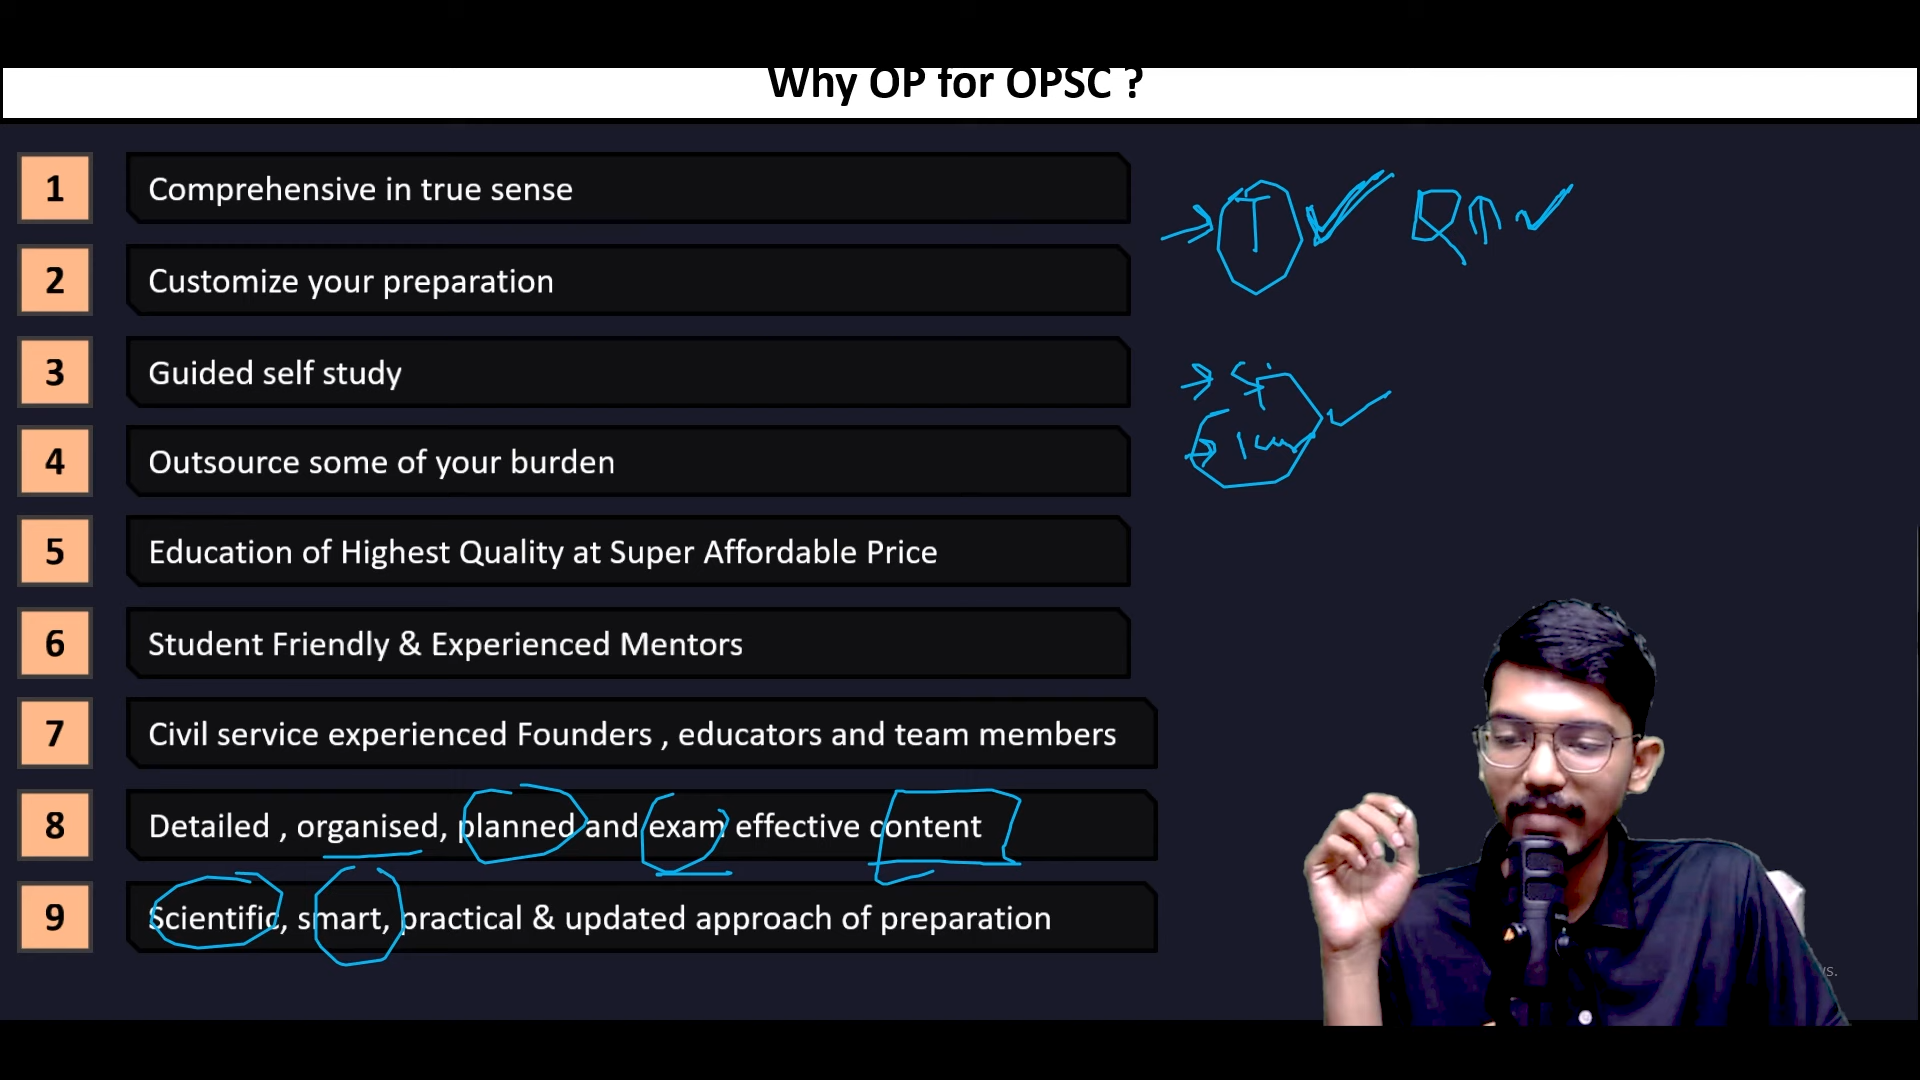 Why OP for OPSC ?
1 Comprehensive in true sense
2 Customize your preparation
3 Guided self study
4 Outsource some of your burden
5 Education of Highest Quality at Super Affordable Price
6 Student Friendly & Experienced Mentors
7 Civil service experienced Founders , educators and team members
8 Detailed , organised, planned and exam effective content
9 Scientific, smart, practical & updated approach of preparation
T